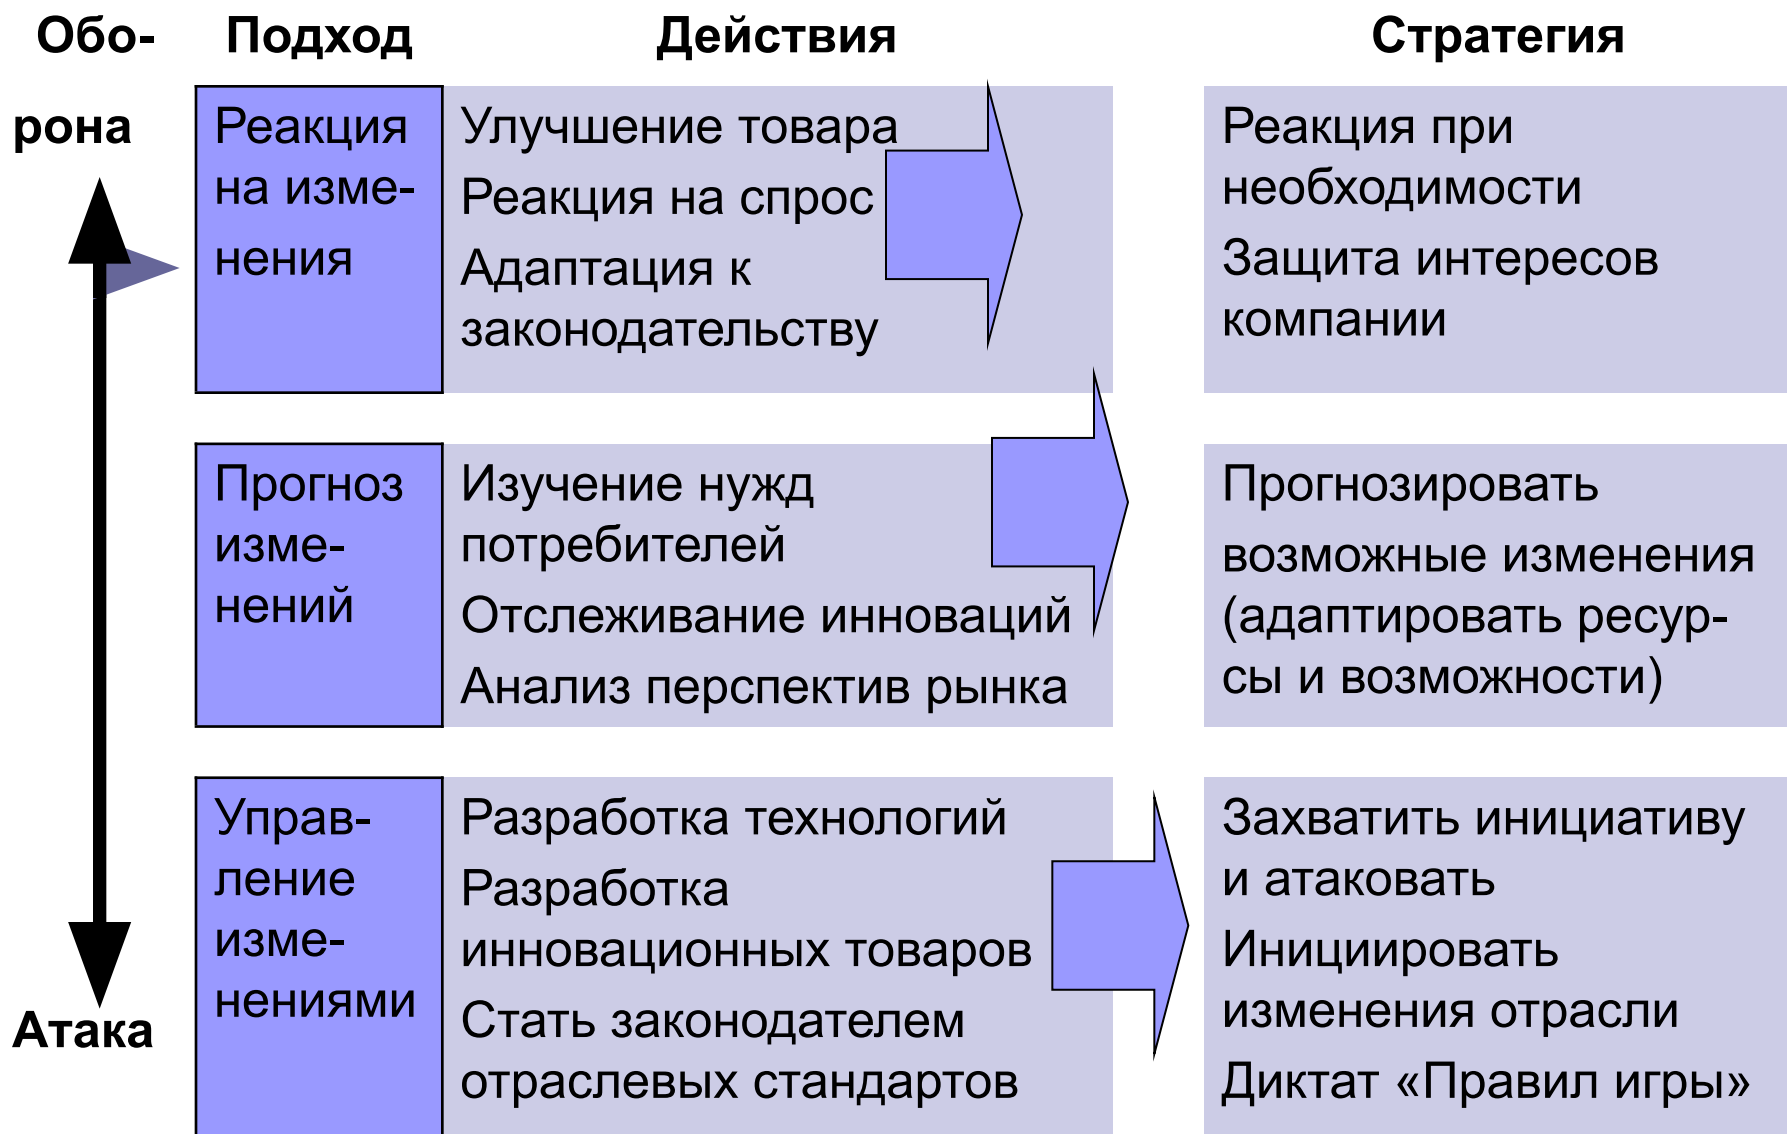 Обо-
рона
Подход
Действия
Стратегия
Реакция
на изме-
нения
Улучшение товара
Реакция на спрос
Адаптация к
законодательству
Реакция при
необходимости
Защита интересов
компании
Прогноз
изме-
нений
Изучение нужд
потребителей
Отслеживание инноваций
Анализ перспектив рынка
Прогнозировать
возможные изменения
(адаптировать ресур-
сы и возможности)
Управ-
ление
изме-
нениями
Разработка технологий
Разработка
инновационных товаров
Стать законодателем
отраслевых стандартов
Захватить инициативу
и атаковать
Инициировать
изменения отрасли
Диктат «Правил игры»
Атака